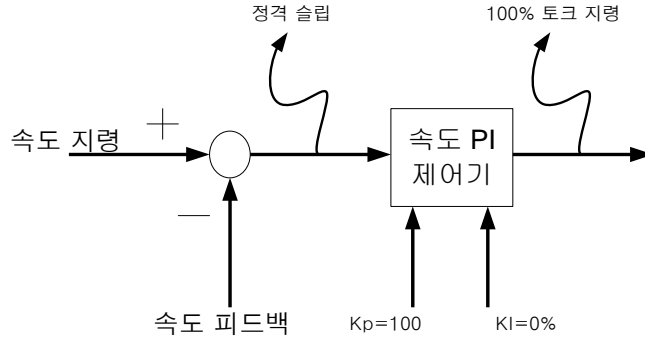 정격 슬립
100% 토크 지령
속도 지령
+
속도 PI
제어기
—
속도 피드백
Kp=100
KI=0%